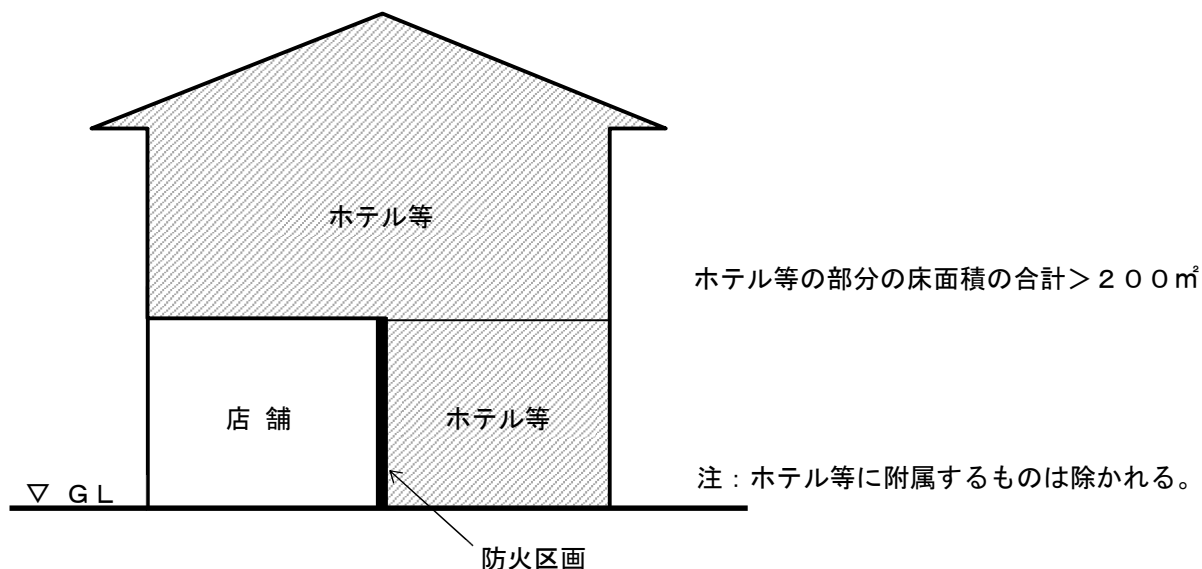 ホテル等
ホテル等の部分の床面積の合計＞２００㎡
店 舗
ホテル等
注：ホテル等に附属するものは除かれる。
▽ ＧＬ
防火区画